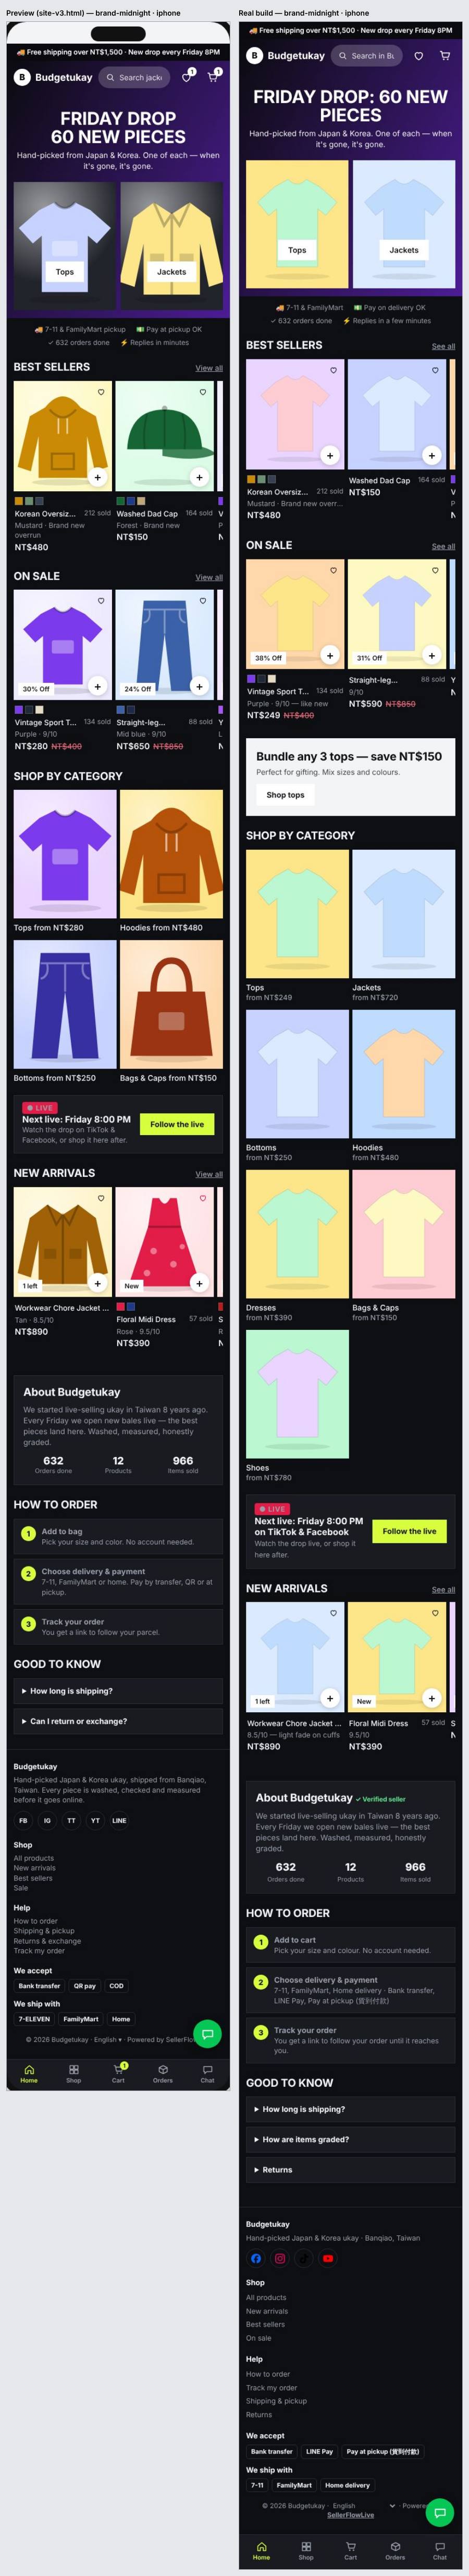 Preview (site-v3.html) — brand-midnight · iphone
🚚 Free shipping over NT$1,500 · New drop every Friday 8PM
B Budgetukay
Search jacke
1
1
FRIDAY DROP
60 NEW PIECES
Hand-picked from Japan & Korea. One of each — when
it's gone, it's gone.
Tops
Jackets
🚚 7-11 & FamilyMart pickup 💵 Pay at pickup OK
✓ 632 orders done ⚡ Replies in minutes
BEST SELLERS View all
Korean Oversiz... 212 sold
Mustard · Brand new
overrun
NT$480
Washed Dad Cap 164 sold
Forest · Brand new
NT$150
ON SALE View all
30% Off
Vintage Sport T... 134 sold
Purple · 9/10
NT$280 NT$400
24% Off
Straight-leg... 88 sold
Mid blue · 9/10
NT$650 NT$850
SHOP BY CATEGORY
Tops from NT$280
Hoodies from NT$480
Bottoms from NT$250
Bags & Caps from NT$150
LIVE
Next live: Friday 8:00 PM
Watch the drop on TikTok &
Facebook, or shop it here after.
Follow the live
NEW ARRIVALS View all
1 left
Workwear Chore Jacket ...
Tan · 8.5/10
NT$890
New
Floral Midi Dress 57 sold
Rose · 9.5/10
NT$390
About Budgetukay
We started live-selling ukay in Taiwan 8 years ago.
Every Friday we open new bales live — the best
pieces land here. Washed, measured, honestly
graded.
632 12 966
Orders done Products Items sold
HOW TO ORDER
1 Add to bag
Pick your size and color. No account needed.
2 Choose delivery & payment
7-11, FamilyMart or home. Pay by transfer, QR or at
pickup.
3 Track your order
You get a link to follow your parcel.
GOOD TO KNOW
▶ How long is shipping?
▶ Can I return or exchange?
Budgetukay
Hand-picked Japan & Korea ukay, shipped from Banqiao,
Taiwan. Every piece is washed, checked and measured
before it goes online.
FB IG TT YT LINE
Shop
All products
New arrivals
Best sellers
Sale
Help
How to order
Shipping & pickup
Returns & exchange
Track my order
We accept
Bank transfer QR pay COD
We ship with
7-ELEVEN FamilyMart Home
© 2026 Budgetukay · English ▾ · Powered by SellerFlo
1
Home Shop Cart Orders Chat
Real build — brand-midnight · iphone
🚚 Free shipping over NT$1,500 · New drop every Friday 8PM
B Budgetukay
Search in Bu
FRIDAY DROP: 60 NEW
PIECES
Hand-picked from Japan & Korea. One of each — when
it's gone, it's gone.
Tops
Jackets
🚚 7-11 & FamilyMart 💵 Pay on delivery OK
✓ 632 orders done ⚡ Replies in a few minutes
BEST SELLERS See all
Korean Oversiz... 212 sold
Mustard · Brand new overr...
NT$480
Washed Dad Cap 164 sold
NT$150
ON SALE See all
38% Off
Vintage Sport T... 134 sold
Purple · 9/10 — like new
NT$249 NT$400
31% Off
Straight-leg... 88 sold
9/10
NT$590 NT$850
Bundle any 3 tops — save NT$150
Perfect for gifting. Mix sizes and colours.
Shop tops
SHOP BY CATEGORY
Tops
from NT$249
Jackets
from NT$720
Bottoms
from NT$250
Hoodies
from NT$480
Dresses
from NT$390
Bags & Caps
from NT$150
Shoes
from NT$780
LIVE
Next live: Friday 8:00 PM
on TikTok & Facebook
Watch the drop live, or shop it
here after.
Follow the live
NEW ARRIVALS See all
1 left
Workwear Chore Jacket ...
8.5/10 — light fade on cuffs
NT$890
New
Floral Midi Dress 57 sold
9.5/10
NT$390
About Budgetukay ✓ Verified seller
We started live-selling ukay in Taiwan 8 years ago.
Every Friday we open new bales live — the best
pieces land here. Washed, measured, honestly
graded.
632 12 966
Orders done Products Items sold
HOW TO ORDER
1 Add to cart
Pick your size and colour. No account needed.
2 Choose delivery & payment
7-11, FamilyMart, Home delivery · Bank transfer,
LINE Pay, Pay at pickup (貨到付款)
3 Track your order
You get a link to follow your order until it reaches
you.
GOOD TO KNOW
▶ How long is shipping?
▶ How are items graded?
▶ Returns
Budgetukay
Hand-picked Japan & Korea ukay · Banqiao, Taiwan
Shop
All products
New arrivals
Best sellers
On sale
Help
How to order
Track my order
Shipping & pickup
Returns
We accept
Bank transfer LINE Pay Pay at pickup (貨到付款)
We ship with
7-11 FamilyMart Home delivery
© 2026 Budgetukay · English · Powere
SellerFlowLive
Home Shop Cart Orders Chat